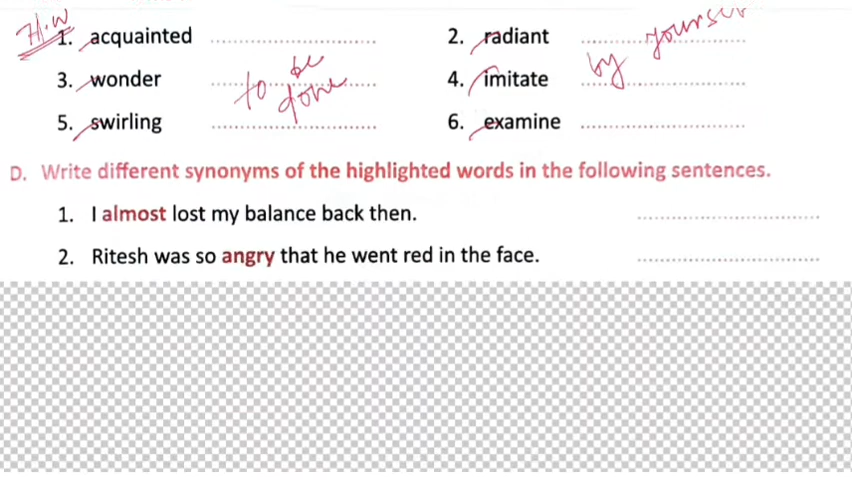 H.W
1. acquainted ........................ 2. radiant ........................
3. wonder ........................ 4. imitate ........................
to be done by
5. swirling ........................ 6. examine ........................
D. Write different synonyms of the highlighted words in the following sentences.
1. I almost lost my balance back then. ........................
2. Ritesh was so angry that he went red in the face. ........................